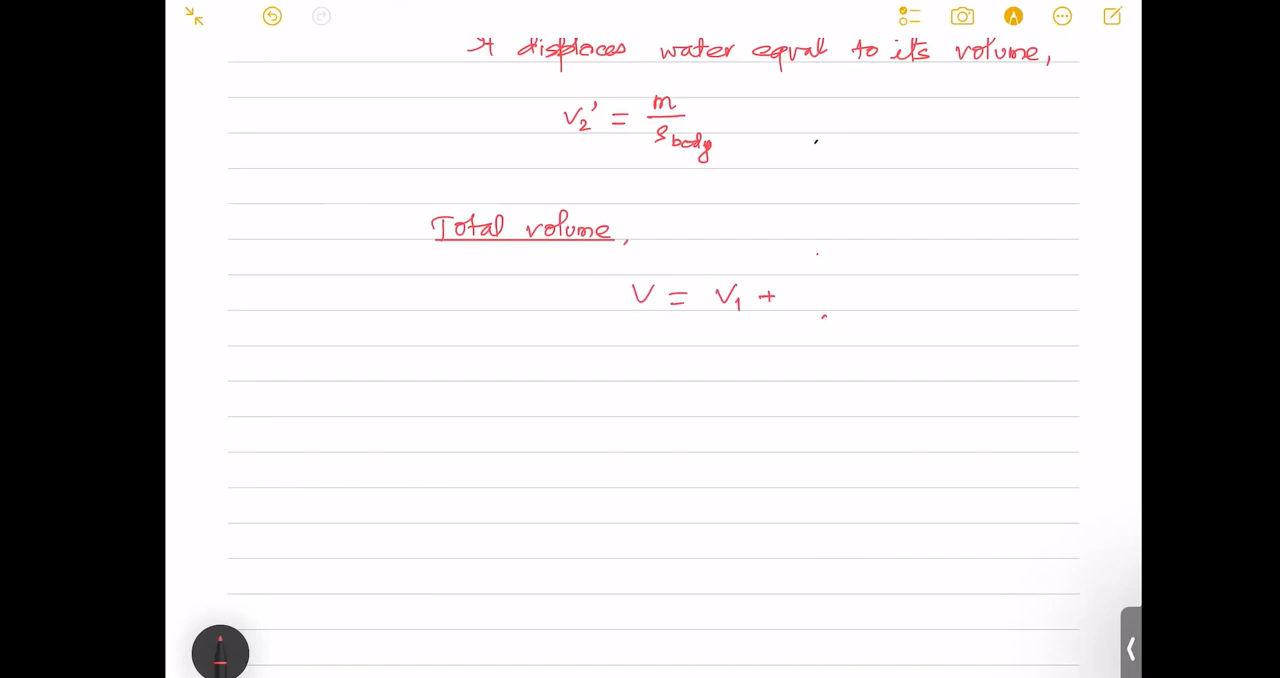 It displaces water equal to its volume,
V₂' = m / ρ_body
Total volume,
V = V₁ +